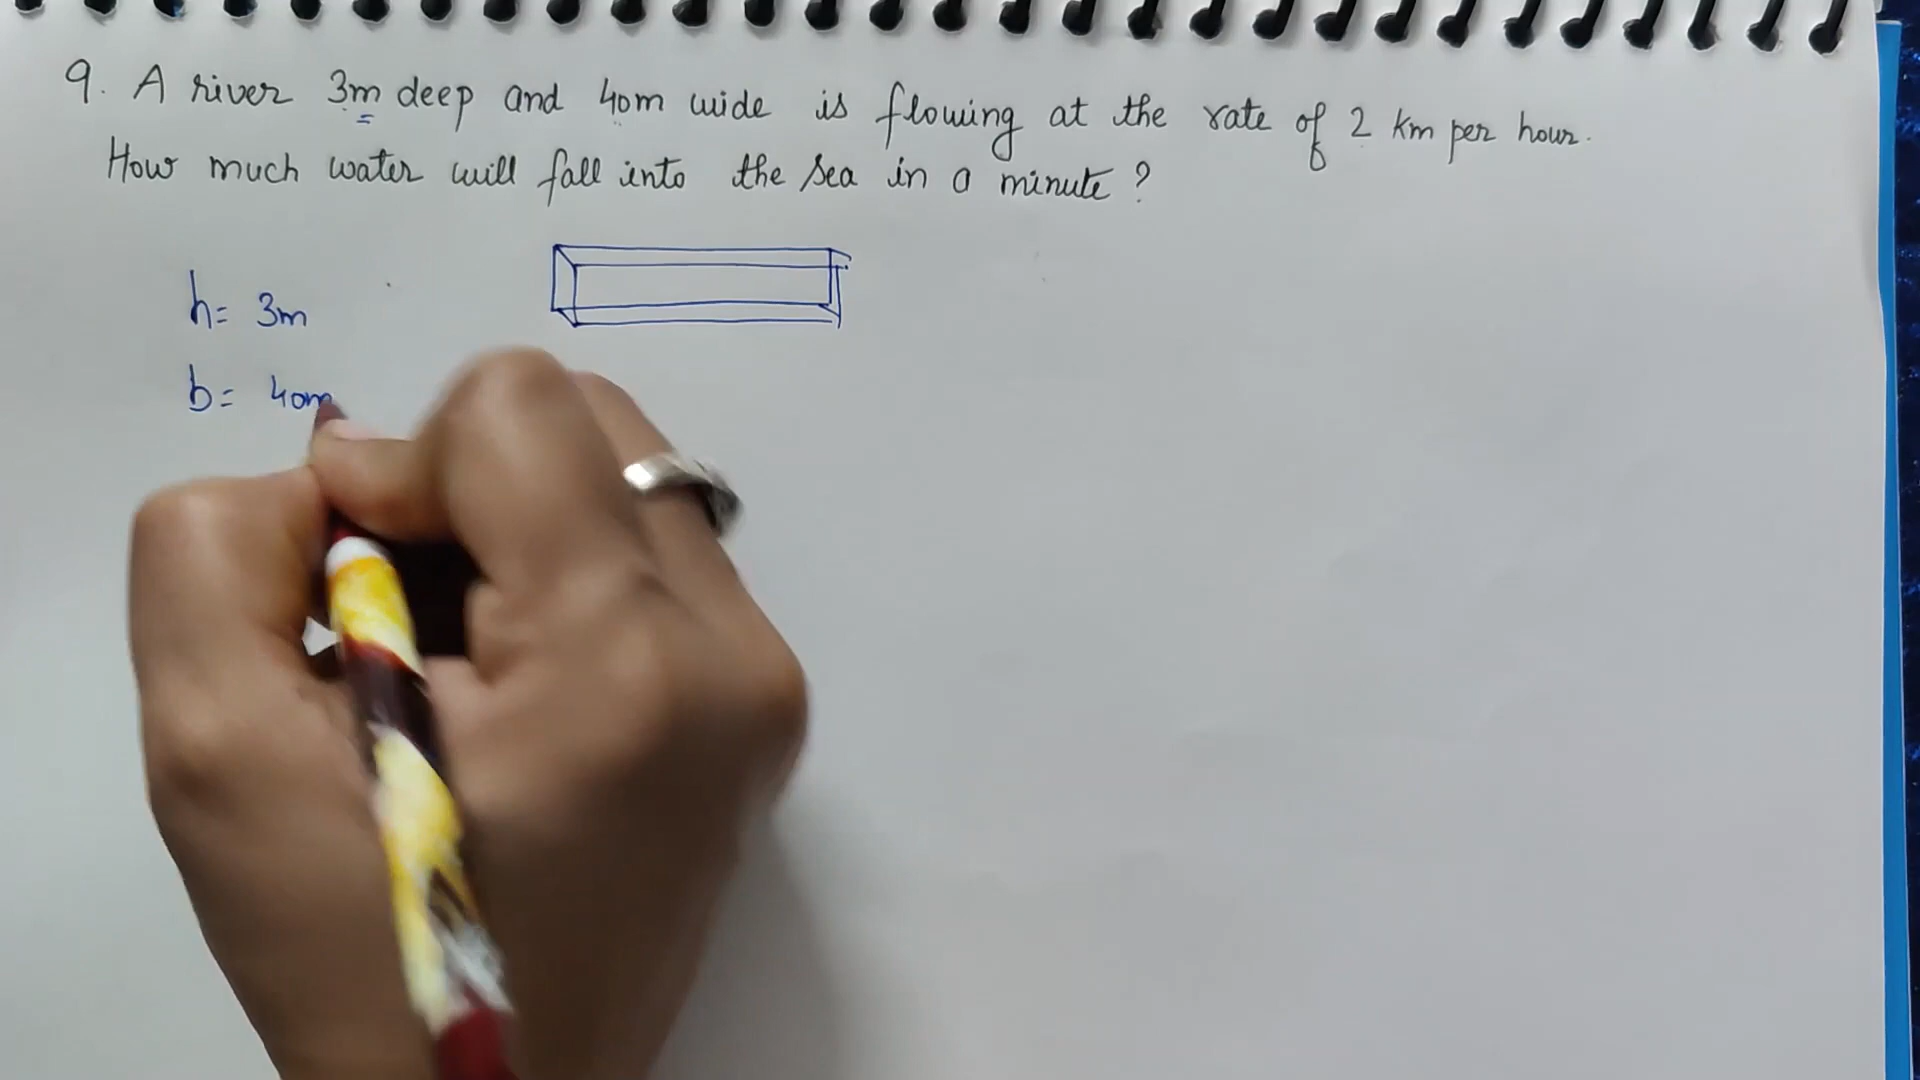 9. A river 3m deep and 40m wide is flowing at the rate of 2 km per hour.
How much water will fall into the sea in a minute ?
h= 3m
b= 40m